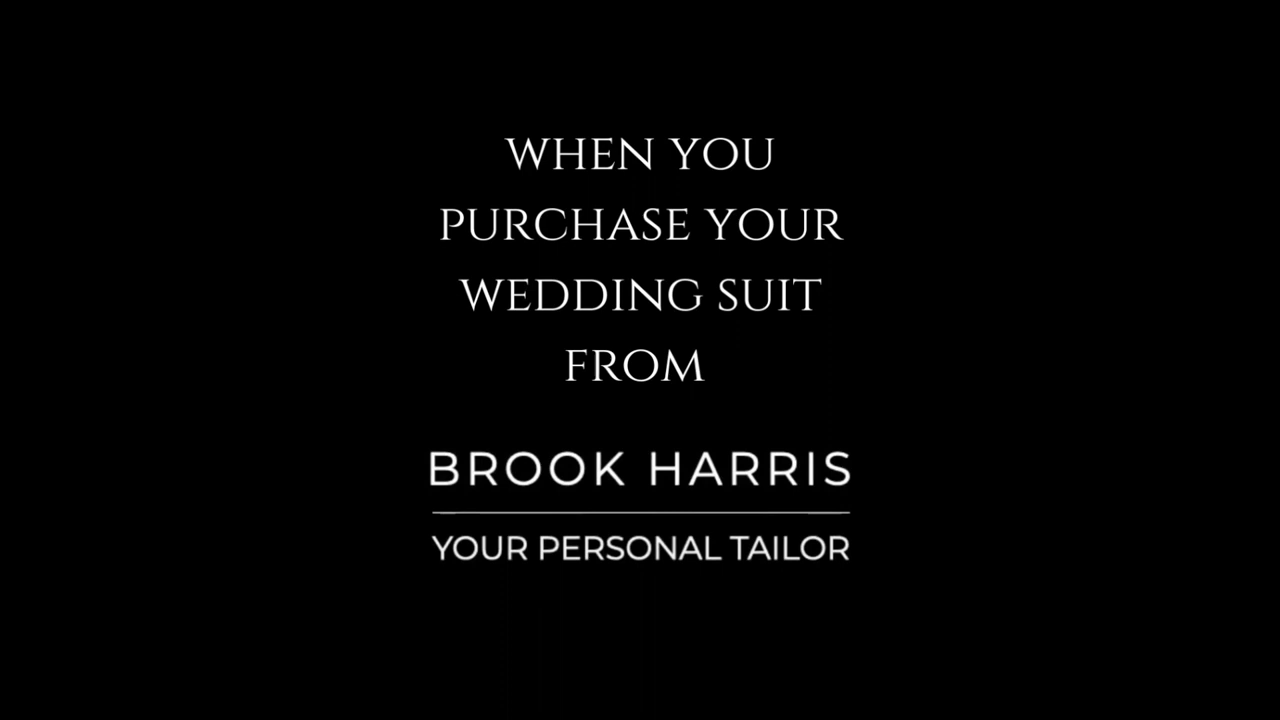 WHEN YOU
PURCHASE YOUR
WEDDING SUIT
FROM
BROOK HARRIS
YOUR PERSONAL TAILOR